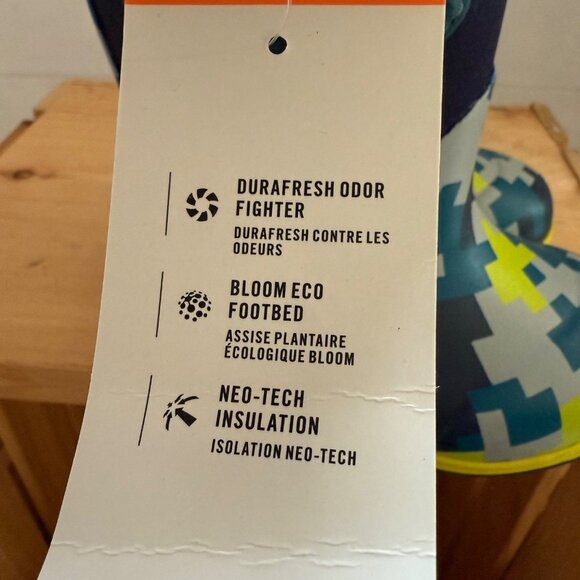 DURAFRESH ODOR
FIGHTER
DURAFRESH CONTRE LES
ODEURS
BLOOM ECO
FOOTBED
ASSISE PLANTAIRE
ÉCOLOGIQUE BLOOM
NEO-TECH
INSULATION
ISOLATION NEO-TECH